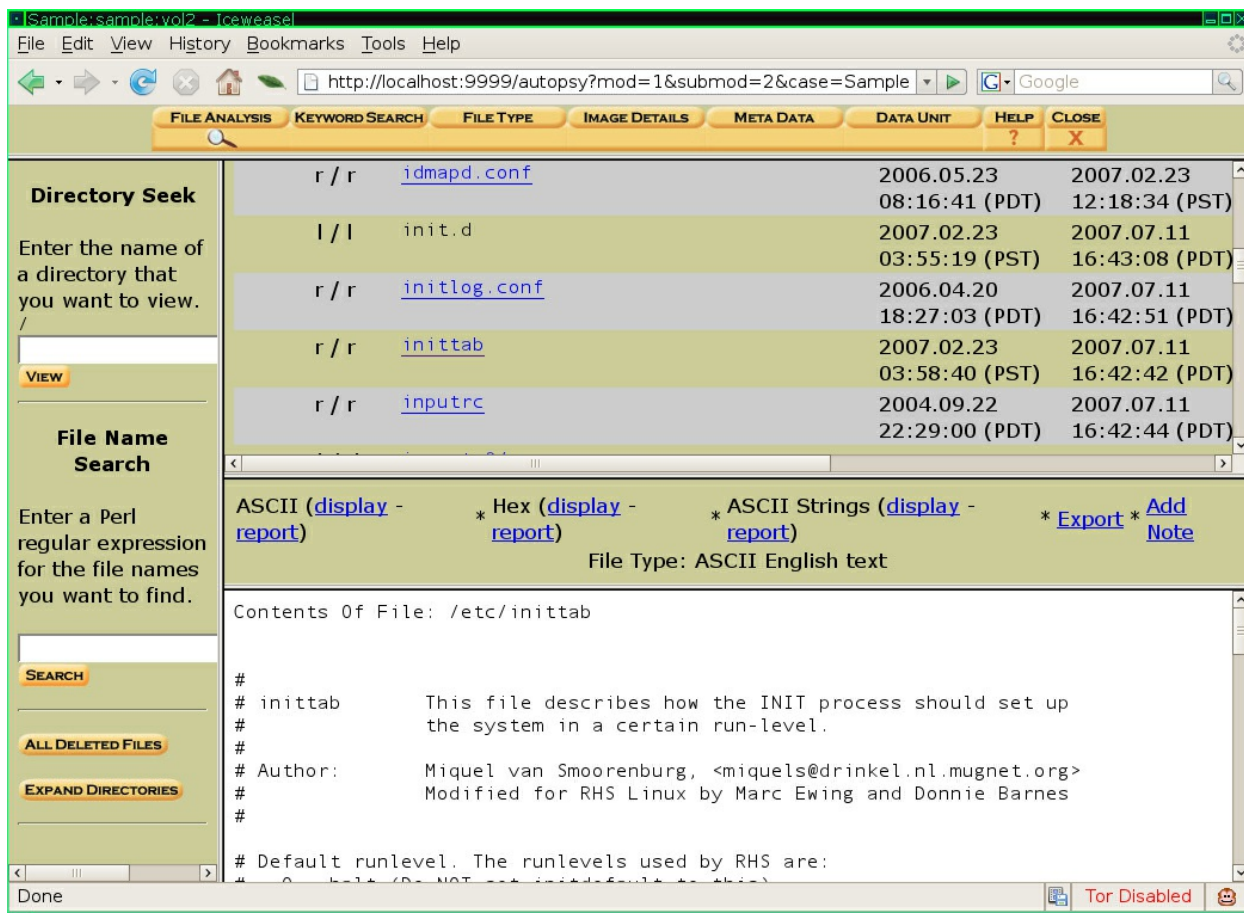 Sample:sample:vol2 - Iceweasel
File Edit View History Bookmarks Tools Help
http://localhost:9999/autopsy?mod=1&submod=2&case=Sample
G Google
FILE ANALYSIS KEYWORD SEARCH FILE TYPE IMAGE DETAILS META DATA DATA UNIT HELP CLOSE
? X
Directory Seek
Enter the name of
a directory that
you want to view.
/
VIEW
File Name
Search
Enter a Perl
regular expression
for the file names
you want to find.
SEARCH
ALL DELETED FILES
EXPAND DIRECTORIES
r / r idmapd.conf 2006.05.23 2007.02.23
08:16:41 (PDT) 12:18:34 (PST)
l / l init.d 2007.02.23 2007.07.11
03:55:19 (PST) 16:43:08 (PDT)
r / r initlog.conf 2006.04.20 2007.07.11
18:27:03 (PDT) 16:42:51 (PDT)
r / r inittab 2007.02.23 2007.07.11
03:58:40 (PST) 16:42:42 (PDT)
r / r inputrc 2004.09.22 2007.07.11
22:29:00 (PDT) 16:42:44 (PDT)
ASCII (display - * Hex (display - * ASCII Strings (display - * Export * Add
report) report) report) Note
File Type: ASCII English text
Contents Of File: /etc/inittab
#
# inittab This file describes how the INIT process should set up
# the system in a certain run-level.
#
# Author: Miquel van Smoorenburg, <miquels@drinkel.nl.mugnet.org>
# Modified for RHS Linux by Marc Ewing and Donnie Barnes
#
# Default runlevel. The runlevels used by RHS are:
# 0 - halt (Do NOT set initdefault to this)
Done
Tor Disabled